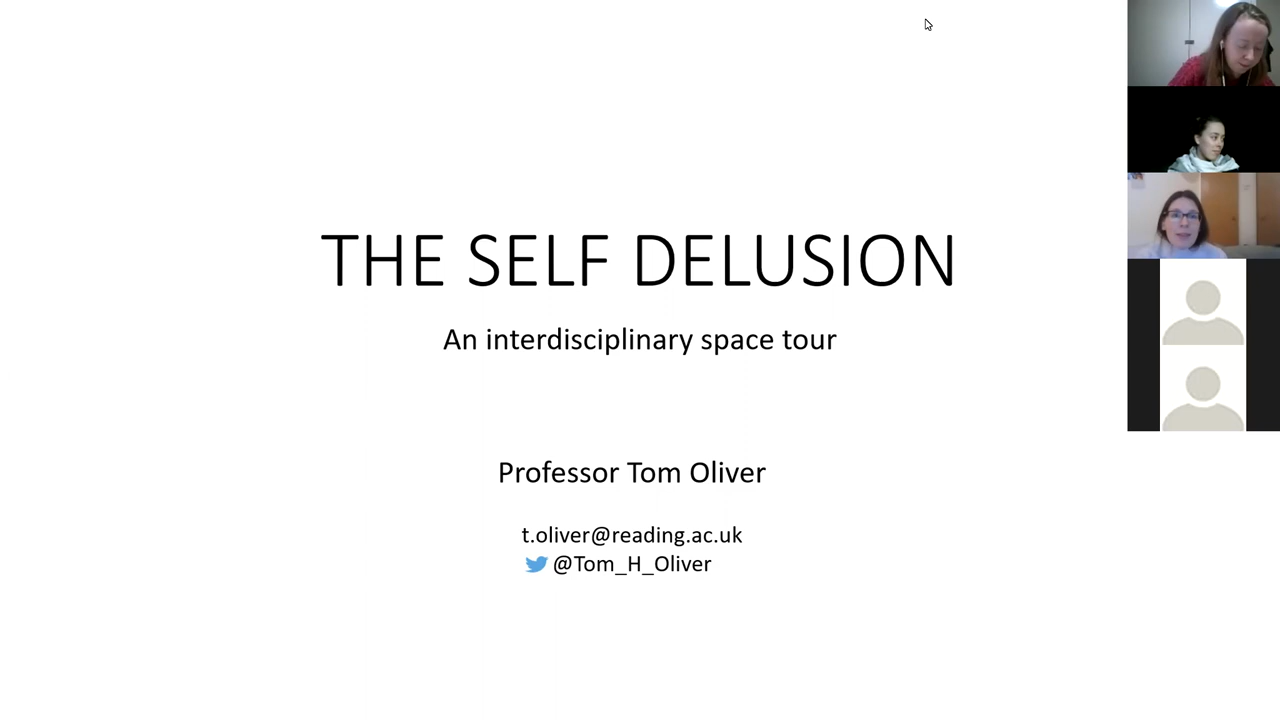 THE SELF DELUSION
An interdisciplinary space tour
Professor Tom Oliver
t.oliver@reading.ac.uk
@Tom_H_Oliver